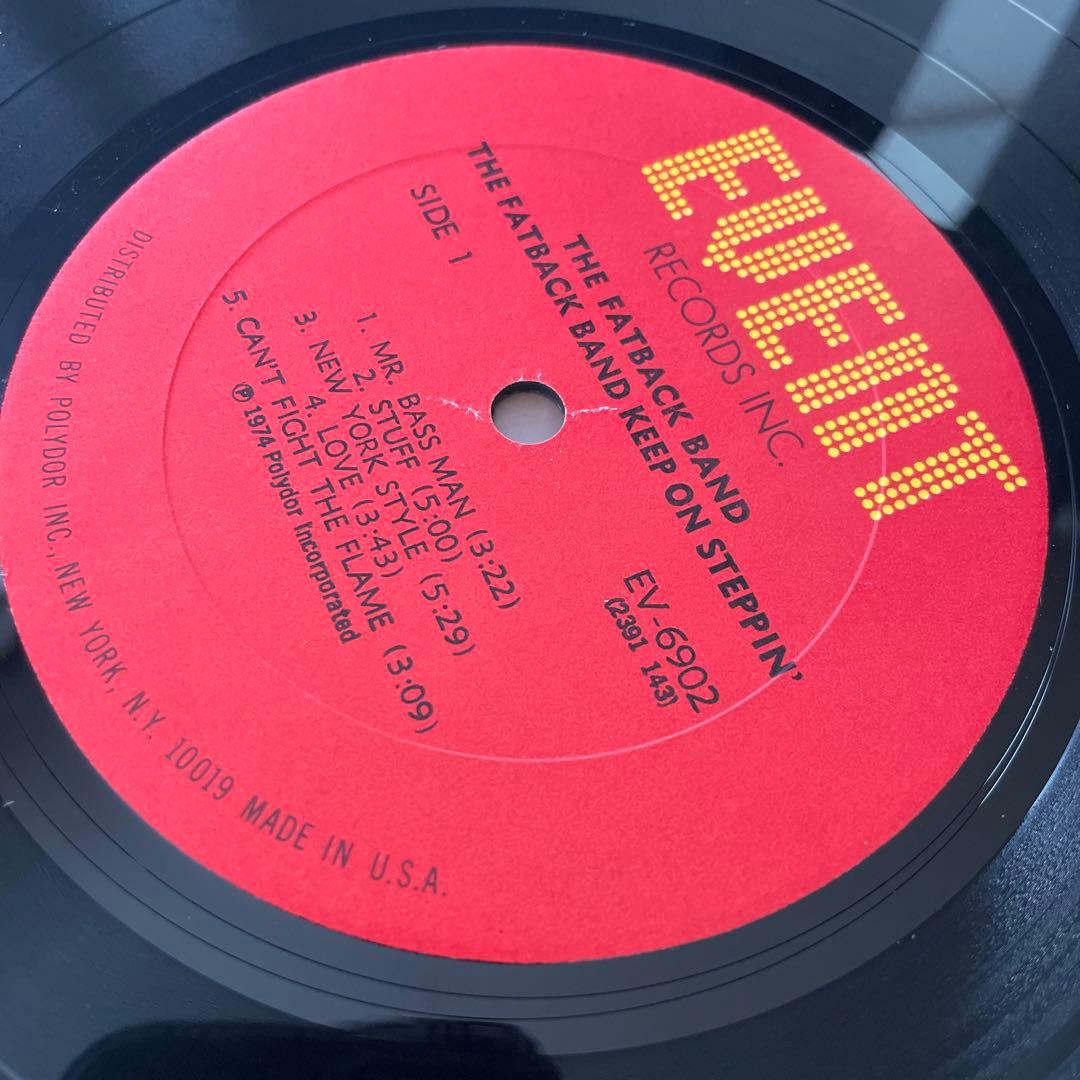 EVENT
RECORDS INC.
THE FATBACK BAND
THE FATBACK BAND KEEP ON STEPPIN'
SIDE 1
EV-6902
(2391 143)
1. MR. BASS MAN (3:22)
2. STUFF (5:00)
3. NEW YORK STYLE (5:29)
4. LOVE (3:43)
5. CAN'T FIGHT THE FLAME (3:09)
℗ 1974 Polydor Incorporated
DISTRIBUTED BY POLYDOR INC., NEW YORK, N.Y. 10019 MADE IN U.S.A.